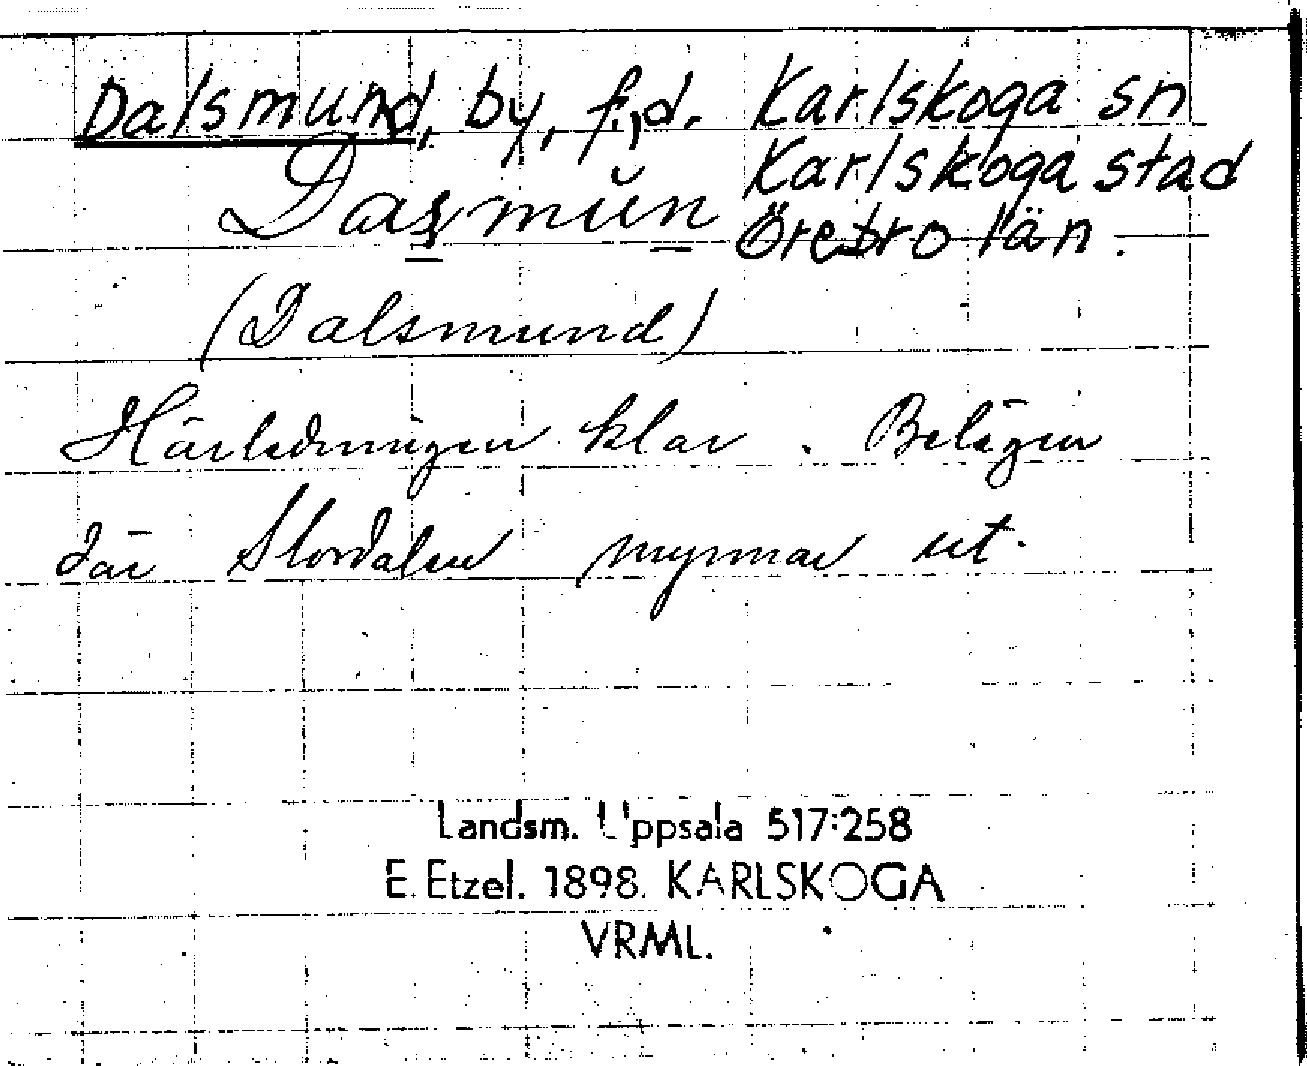 Dalsmund, by, f.d. Karlskoga sn
Karlskoga stad
Örebro län.
Dasmŭn
(Dalsmund)
Härledningen klar. Belägen
där Stordalen mynnar ut.
Landsm. Uppsala 517:258
E. Etzel. 1898. KARLSKOGA
VRML.